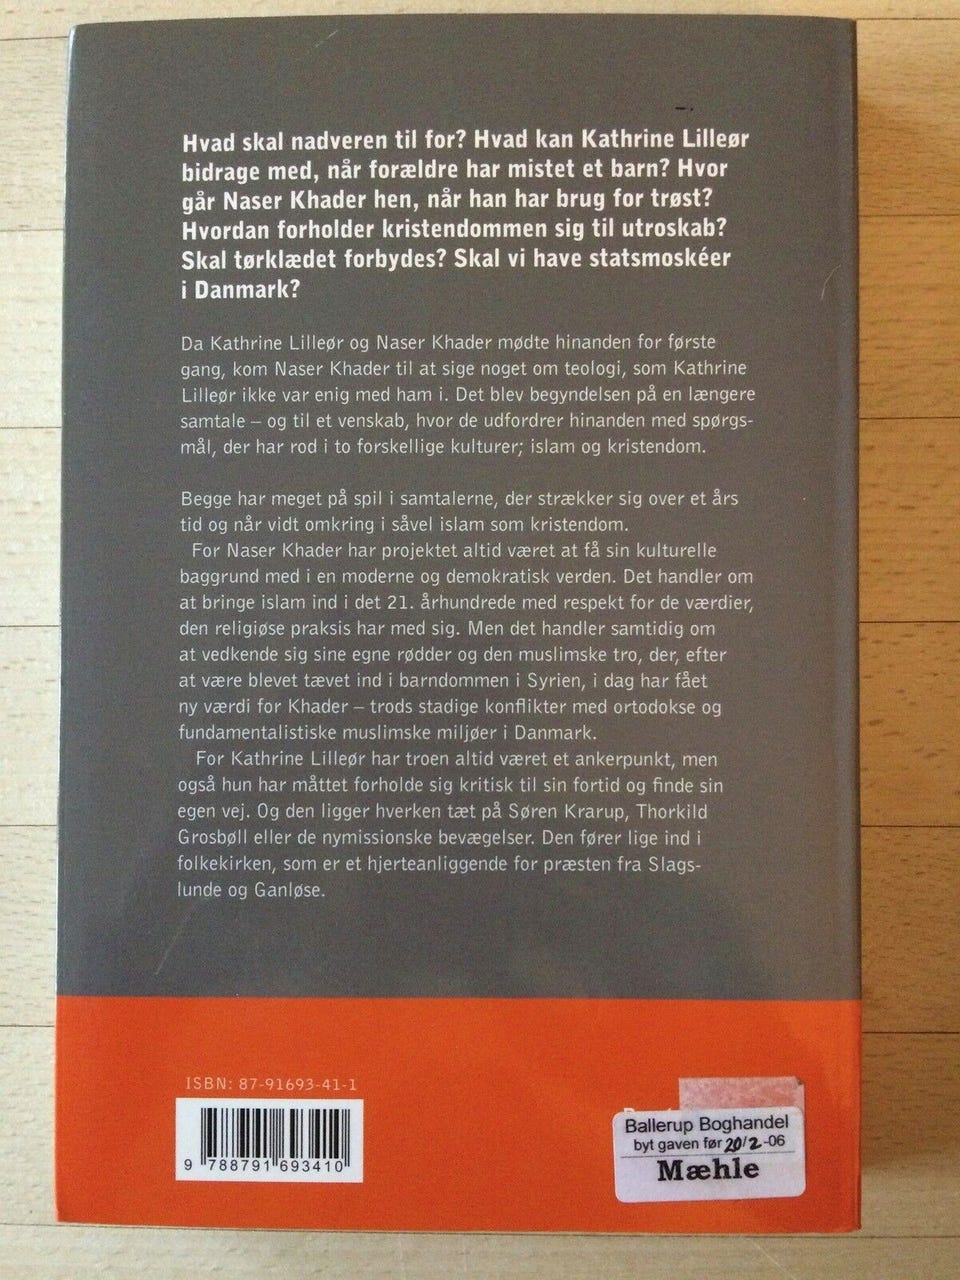 Hvad skal nadveren til for? Hvad kan Kathrine Lilleør
bidrage med, når forældre har mistet et barn? Hvor
går Naser Khader hen, når han har brug for trøst?
Hvordan forholder kristendommen sig til utroskab?
Skal tørklædet forbydes? Skal vi have statsmoskéer
i Danmark?
Da Kathrine Lilleør og Naser Khader mødte hinanden for første
gang, kom Naser Khader til at sige noget om teologi, som Kathrine
Lilleør ikke var enig med ham i. Det blev begyndelsen på en længere
samtale – og til et venskab, hvor de udfordrer hinanden med spørgs-
mål, der har rod i to forskellige kulturer; islam og kristendom.
Begge har meget på spil i samtalerne, der strækker sig over et års
tid og når vidt omkring i såvel islam som kristendom.
For Naser Khader har projektet altid været at få sin kulturelle
baggrund med i en moderne og demokratisk verden. Det handler om
at bringe islam ind i det 21. århundrede med respekt for de værdier,
den religiøse praksis har med sig. Men det handler samtidig om
at vedkende sig sine egne rødder og den muslimske tro, der, efter
at være blevet tævet ind i barndommen i Syrien, i dag har fået
ny værdi for Khader – trods stadige konflikter med ortodokse og
fundamentalistiske muslimske miljøer i Danmark.
For Kathrine Lilleør har troen altid været et ankerpunkt, men
også hun har måttet forholde sig kritisk til sin fortid og finde sin
egen vej. Og den ligger hverken tæt på Søren Krarup, Thorkild
Grosbøll eller de nymissionske bevægelser. Den fører lige ind i
folkekirken, som er et hjerteanliggende for præsten fra Slags-
lunde og Ganløse.
ISBN: 87-91693-41-1
9 788791 693410
Ballerup Boghandel
byt gaven før 20/2-06
Mæhle